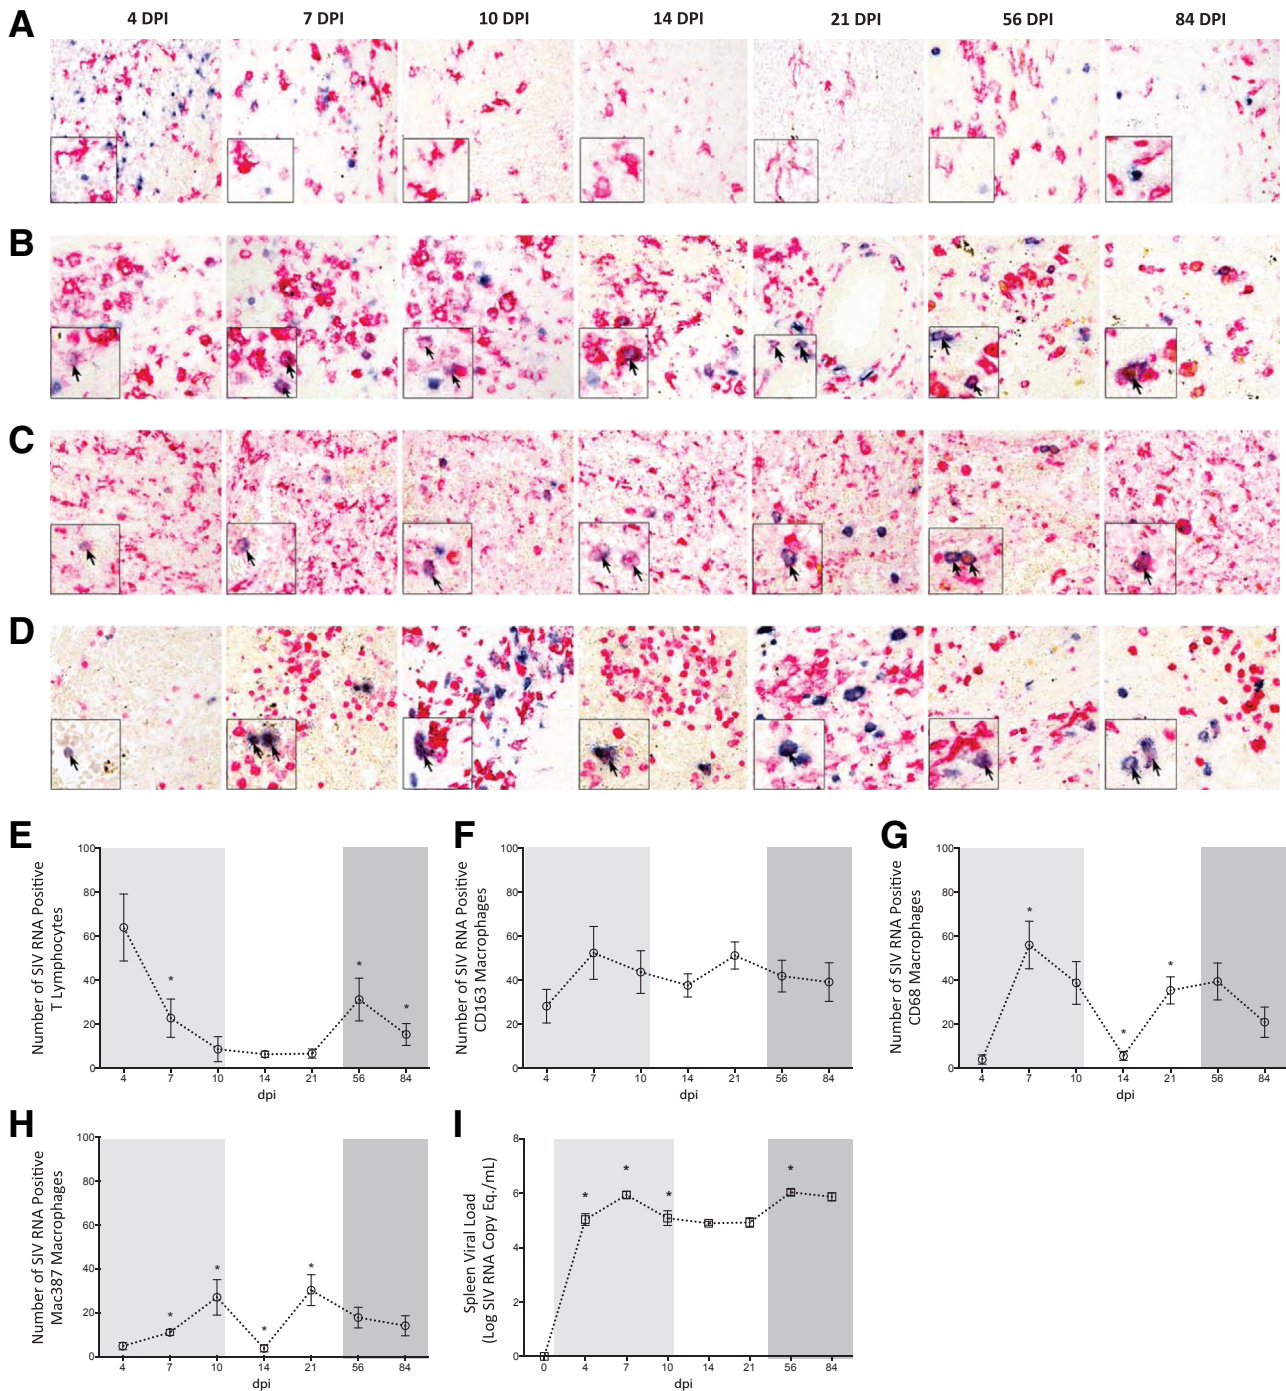 A
4 DPI 7 DPI 10 DPI 14 DPI 21 DPI 56 DPI 84 DPI
B
C
D
E
Number of SIV RNA Positive
T Lymphocytes
100
80
60
40
20
0
* * *
4 7 10 14 21 56 84
dpi
F
Number of SIV RNA Positive
CD163 Macrophages
100
80
60
40
20
0
4 7 10 14 21 56 84
dpi
G
Number of SIV RNA Positive
CD68 Macrophages
100
80
60
40
20
0
* * *
4 7 10 14 21 56 84
dpi
H
Number of SIV RNA Positive
Mac387 Macrophages
100
80
60
40
20
0
* * * *
4 7 10 14 21 56 84
dpi
I
Spleen Viral Load
(Log SIV RNA Copy Eq./mL)
8
6
4
2
0
* * * *
0 4 7 10 14 21 56 84
dpi